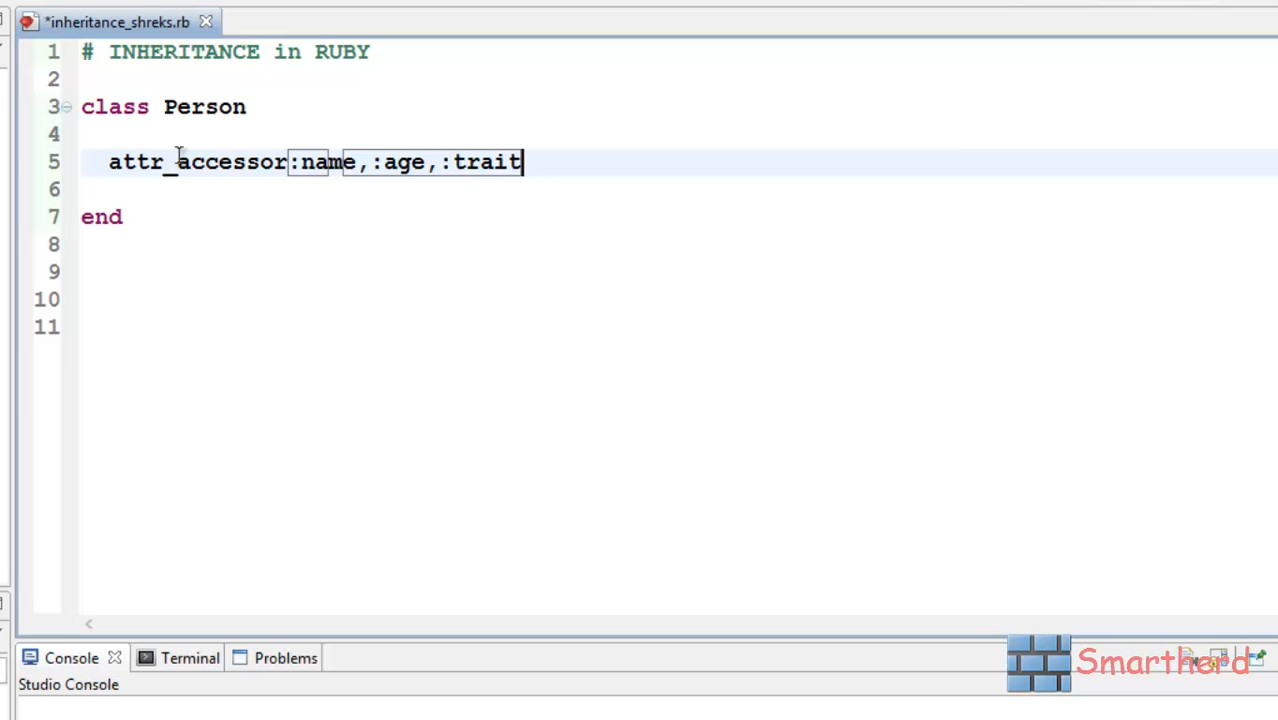 *inheritance_shreks.rb
1 # INHERITANCE in RUBY
2
3 class Person
4
5 attr_accessor:name,:age,:trait
6
7 end
8
9
10
11
Console Terminal Problems
Smartherd
Studio Console